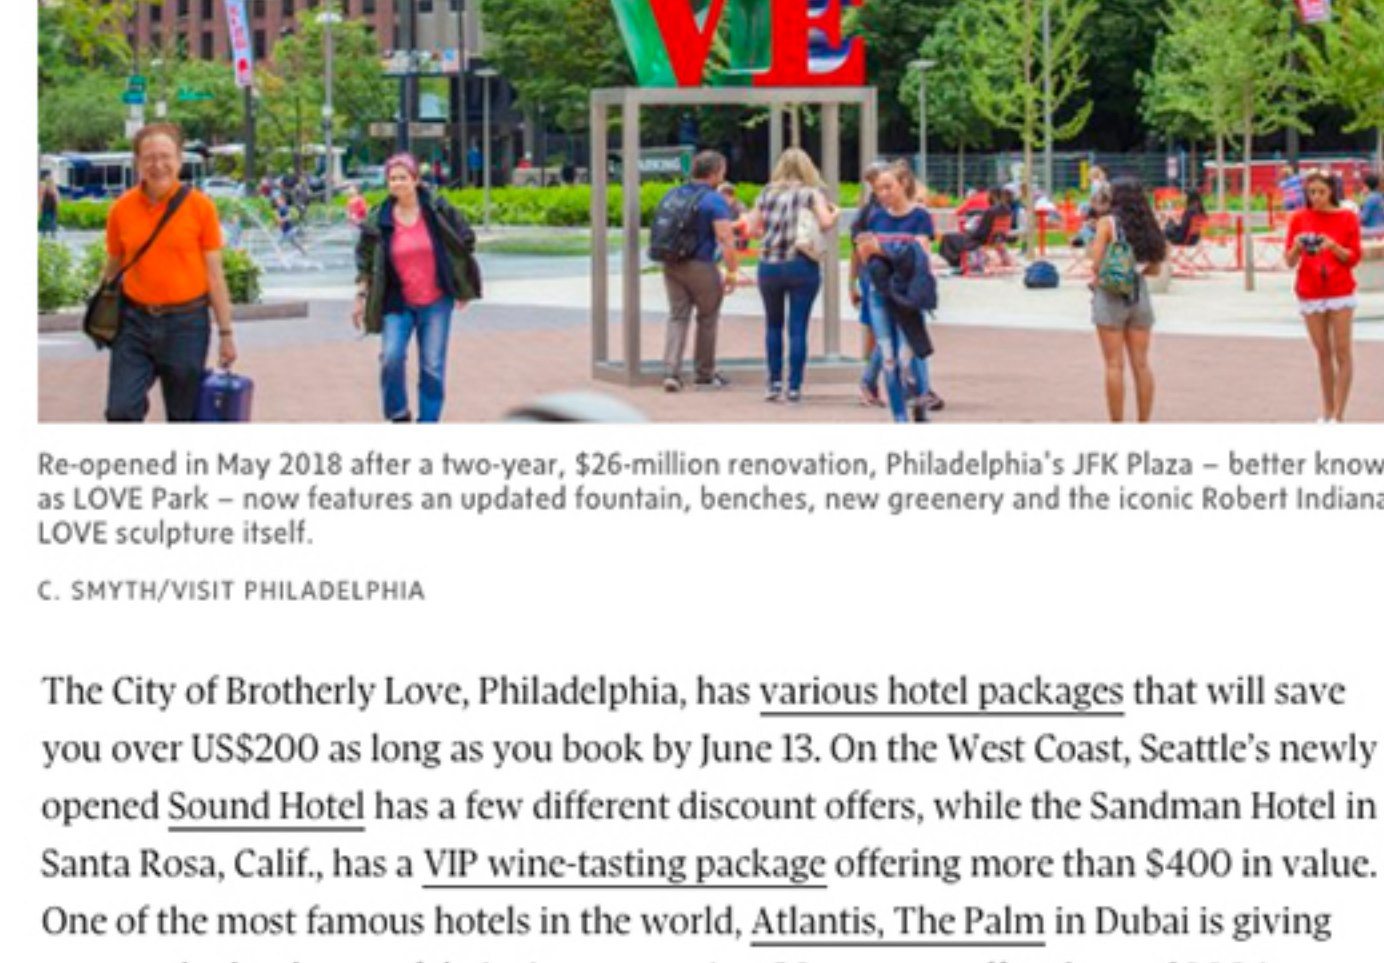 VE
PARKING
Re-opened in May 2018 after a two-year, $26-million renovation, Philadelphia's JFK Plaza – better know
as LOVE Park – now features an updated fountain, benches, new greenery and the iconic Robert Indiana
LOVE sculpture itself.
C. SMYTH/VISIT PHILADELPHIA
The City of Brotherly Love, Philadelphia, has various hotel packages that will save
you over US$200 as long as you book by June 13. On the West Coast, Seattle’s newly
opened Sound Hotel has a few different discount offers, while the Sandman Hotel in
Santa Rosa, Calif., has a VIP wine-tasting package offering more than $400 in value.
One of the most famous hotels in the world, Atlantis, The Palm in Dubai is giving